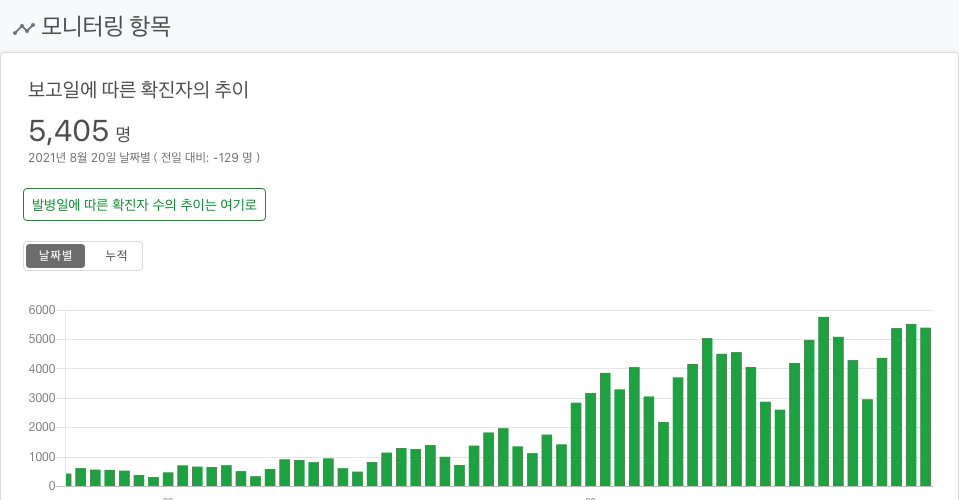 모니터링 항목
보고일에 따른 확진자의 추이
5,405 명
2021년 8월 20일 날짜별 ( 전일 대비: -129 명 )
발병일에 따른 확진자 수의 추이는 여기로
날짜별 누적
6000
5000
4000
3000
2000
1000
0